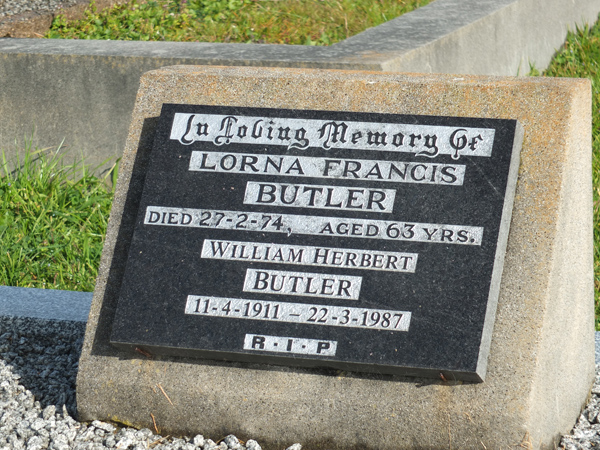 In Loving Memory Of
LORNA FRANCIS
BUTLER
DIED 27-2-74, AGED 63 YRS.
WILLIAM HERBERT
BUTLER
11-4-1911 - 22-3-1987
R·I·P